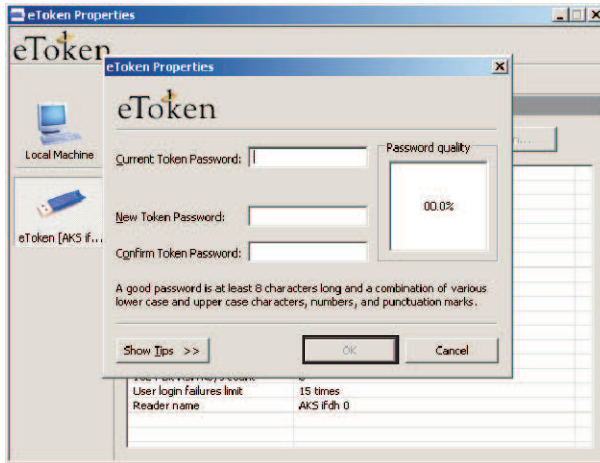 eToken Properties
eToken
eToken Properties
eToken
Current Token Password:
Password quality
00.0%
New Token Password:
Confirm Token Password:
A good password is at least 8 characters long and a combination of various
lower case and upper case characters, numbers, and punctuation marks.
Show Tips >>
OK
Cancel
Local Machine
eToken [AKS if...
User login failures limit 15 times
Reader name AKS ifdh 0